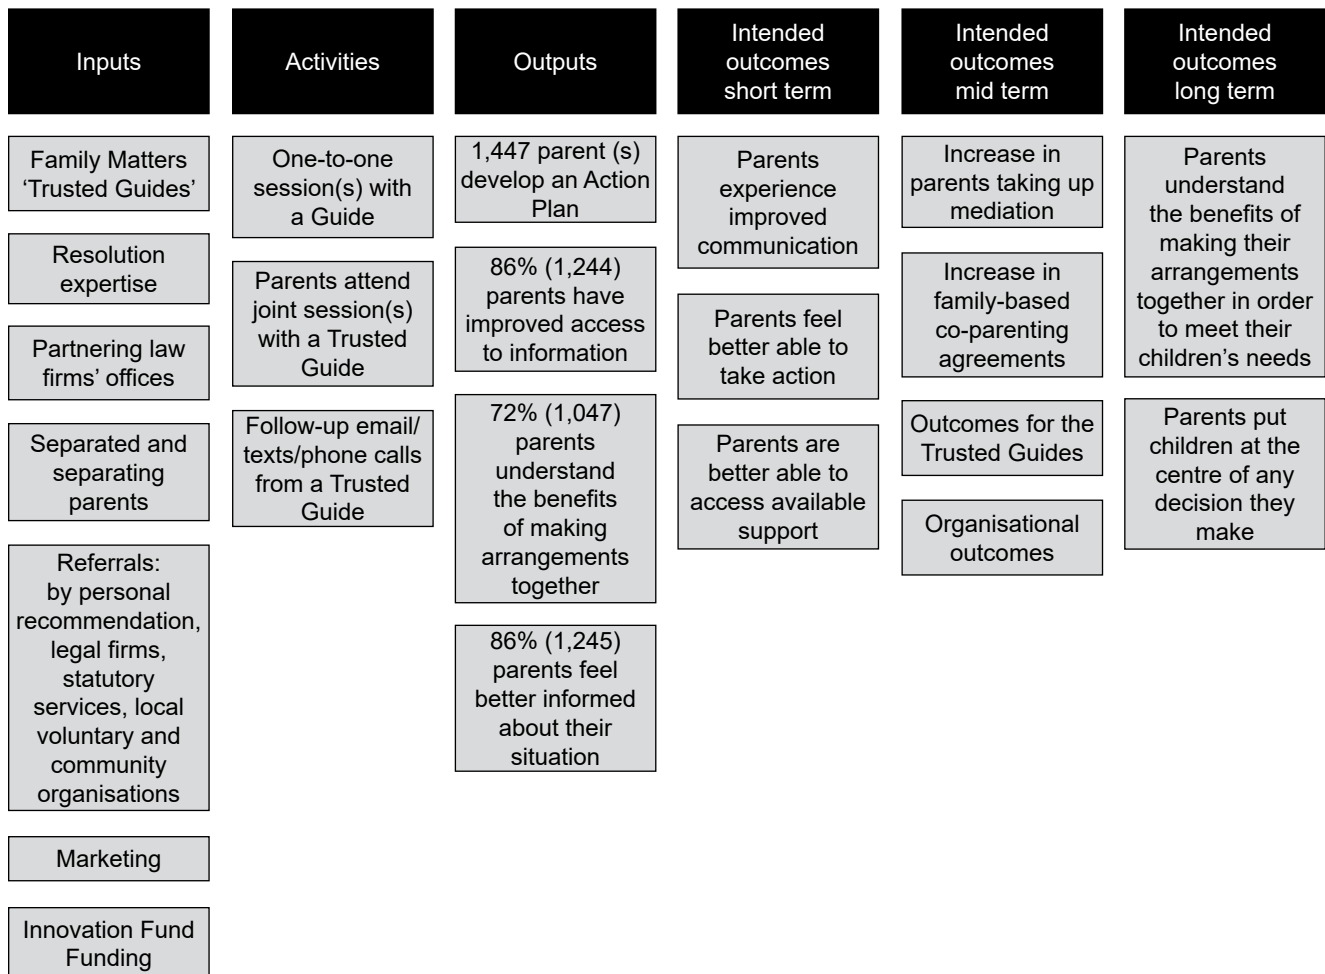 Inputs
Activities
Outputs
Intended
outcomes
short term
Intended
outcomes
mid term
Intended
outcomes
long term
Family Matters
‘Trusted Guides’
Resolution
expertise
Partnering law
firms’ offices
Separated and
separating
parents
Referrals:
by personal
recommendation,
legal firms,
statutory
services, local
voluntary and
community
organisations
Marketing
Innovation Fund
Funding
One-to-one
session(s) with
a Guide
Parents attend
joint session(s)
with a Trusted
Guide
Follow-up email/
texts/phone calls
from a Trusted
Guide
1,447 parent (s)
develop an Action
Plan
86% (1,244)
parents have
improved access
to information
72% (1,047)
parents
understand
the benefits
of making
arrangements
together
86% (1,245)
parents feel
better informed
about their
situation
Parents
experience
improved
communication
Parents feel
better able to
take action
Parents are
better able to
access available
support
Increase in
parents taking up
mediation
Increase in
family-based
co-parenting
agreements
Outcomes for the
Trusted Guides
Organisational
outcomes
Parents
understand
the benefits of
making their
arrangements
together in order
to meet their
children’s needs
Parents put
children at the
centre of any
decision they
make